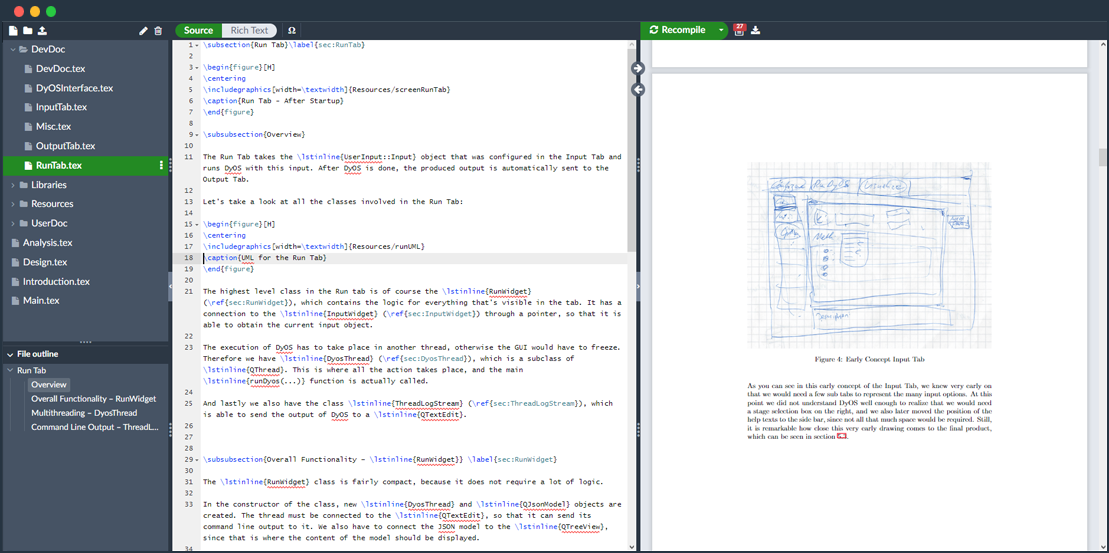 Source
Rich Text
Ω
Recompile
27
DevDoc
DevDoc.tex
DyOSInterface.tex
InputTab.tex
Misc.tex
OutputTab.tex
RunTab.tex
Libraries
Resources
UserDoc
Analysis.tex
Design.tex
Introduction.tex
Main.tex
File outline
Run Tab
Overview
Overall Functionality – RunWidget
Multithreading – DyosThread
Command Line Output – ThreadL...
1 \subsection{Run Tab}\label{sec:RunTab}
2
3 \begin{figure}[H]
4 \centering
5 \includegraphics[width=\textwidth]{Resources/screenRunTab}
6 \caption{Run Tab - After Startup}
7 \end{figure}
8
9 \subsubsection{Overview}
10
11 The Run Tab takes the \lstinline{UserInput::Input} object that was configured in the Input Tab and
runs DyOS with this input. After DyOS is done, the produced output is automatically sent to the
Output Tab.
12
13 Let's take a look at all the classes involved in the Run Tab:
14
15 \begin{figure}[H]
16 \centering
17 \includegraphics[width=\textwidth]{Resources/runUML}
18 \caption{UML for the Run Tab}
19 \end{figure}
20
21 The highest level class in the Run tab is of course the \lstinline{RunWidget}
(\ref{sec:RunWidget}), which contains the logic for everything that's visible in the tab. It has a
connection to the \lstinline{InputWidget} (\ref{sec:InputWidget}) through a pointer, so that it is
able to obtain the current input object.
22
23 The execution of DyOS has to take place in another thread, otherwise the GUI would have to freeze.
Therefore we have \lstinline{DyosThread} (\ref{sec:DyosThread}), which is a subclass of
\lstinline{QThread}. This is where all the action takes place, and the main
\lstinline{runDyos(...)} function is actually called.
24
25 And lastly we also have the class \lstinline{ThreadLogStream} (\ref{sec:ThreadLogStream}), which
is able to send the output of DyOS to a \lstinline{QTextEdit}.
26
27
28
29 \subsubsection{Overall Functionality - \lstinline{RunWidget}} \label{sec:RunWidget}
30
31 The \lstinline{RunWidget} class is fairly compact, because it does not require a lot of logic.
32
33 In the constructor of the class, new \lstinline{DyosThread} and \lstinline{QJsonModel} objects are
created. The thread must be connected to the \lstinline{QTextEdit}, so that it can send its
command line output to it. We also have to connect the JSON model to the \lstinline{QTreeView},
since that is where the content of the model should be displayed.
34
Figure 4: Early Concept Input Tab
As you can see in this early concept of the Input Tab, we knew very early on
that we would need a few sub tabs to represent the many input options. At this
point we did not understand DyOS well enough to realize that we would need
a stage selection box on the right, and we also later moved the position of the
help texts to the side bar, since not all that much space would be required. Still,
it is remarkable how close this very early drawing comes to the final product,
which can be seen in section